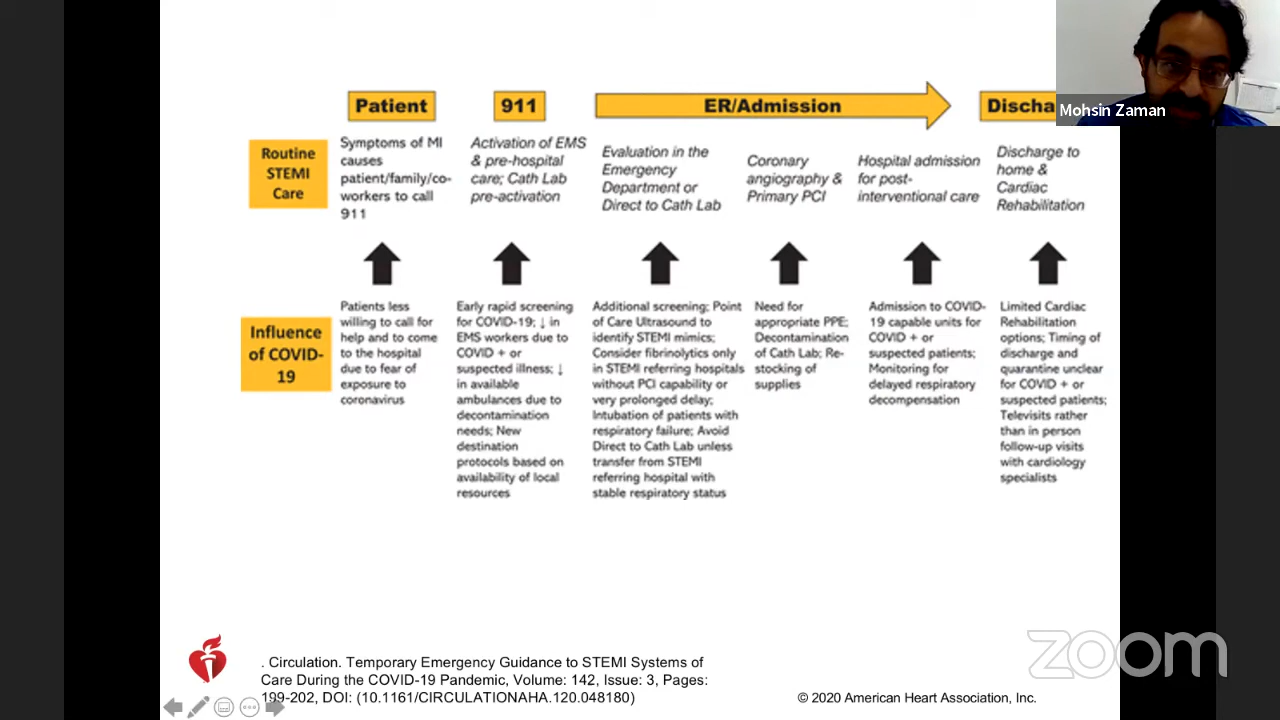 Mohsin Zaman
Patient
911
ER/Admission
Discha
Routine
STEMI
Care
Symptoms of MI
causes
patient/family/co-
workers to call
911
Activation of EMS
& pre-hospital
care; Cath Lab
pre-activation
Evaluation in the
Emergency
Department or
Direct to Cath Lab
Coronary
angiography &
Primary PCI
Hospital admission
for post-
interventional care
Discharge to
home &
Cardiac
Rehabilitation
Influence
of COVID-
19
Patients less
willing to call for
help and to come
to the hospital
due to fear of
exposure to
coronavirus
Early rapid screening
for COVID-19; ↓ in
EMS workers due to
COVID + or
suspected illness; ↓
in available
ambulances due to
decontamination
needs; New
destination
protocols based on
availability of local
resources
Additional screening; Point
of Care Ultrasound to
identify STEMI mimics;
Consider fibrinolytics only
in STEMI referring hospitals
without PCI capability or
very prolonged delay;
Intubation of patients with
respiratory failure; Avoid
Direct to Cath Lab unless
transfer from STEMI
referring hospital with
stable respiratory status
Need for
appropriate PPE;
Decontamination
of Cath Lab; Re-
stocking of
supplies
Admission to COVID-
19 capable units for
COVID + or
suspected patients;
Monitoring for
delayed respiratory
decompensation
Limited Cardiac
Rehabilitation
options; Timing of
discharge and
quarantine unclear
for COVID + or
suspected patients;
Televisits rather
than in person
follow-up visits
with cardiology
specialists
. Circulation. Temporary Emergency Guidance to STEMI Systems of
Care During the COVID-19 Pandemic, Volume: 142, Issue: 3, Pages:
199-202, DOI: (10.1161/CIRCULATIONAHA.120.048180)
© 2020 American Heart Association, Inc.
zoom